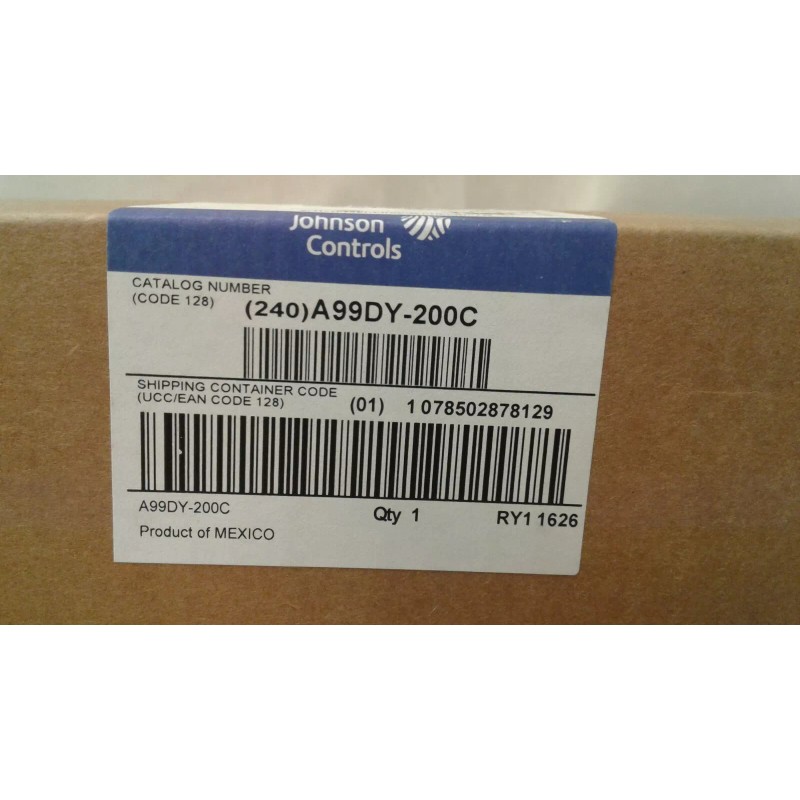 Johnson
Controls
CATALOG NUMBER
(CODE 128)
(240)A99DY-200C
SHIPPING CONTAINER CODE
(UCC/EAN CODE 128)
(01) 1 078502878129
A99DY-200C
Qty 1
RY1 1626
Product of MEXICO